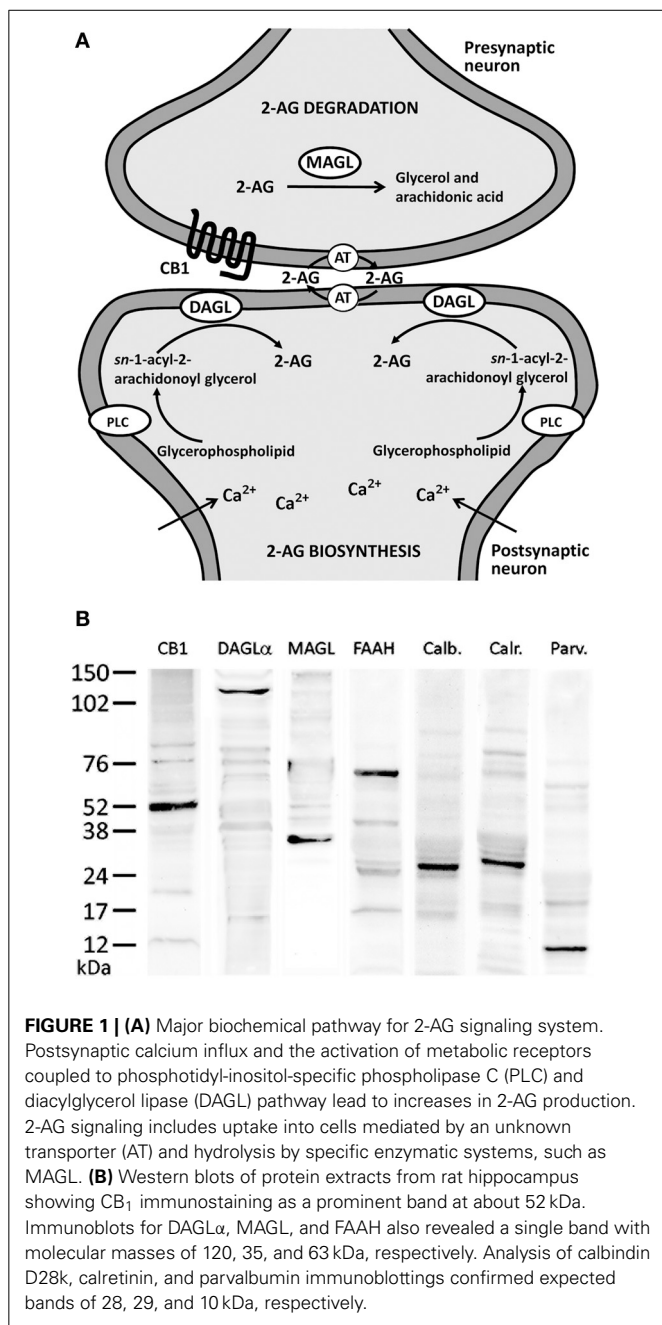 A
Presynaptic
neuron
2-AG DEGRADATION
MAGL
2-AG
Glycerol and
arachidonic acid
CB1
AT
2-AG 2-AG
AT
DAGL DAGL
sn-1-acyl-2-
arachidonoyl glycerol
2-AG 2-AG
sn-1-acyl-2-
arachidonoyl glycerol
PLC PLC
Glycerophospholipid Glycerophospholipid
Ca2+ Ca2+ Ca2+ Ca2+
2-AG BIOSYNTHESIS
Postsynaptic
neuron
B
CB1 DAGLα MAGL FAAH Calb. Calr. Parv.
150
102
76
52
38
24
17
12
kDa
FIGURE 1 | (A) Major biochemical pathway for 2-AG signaling system.
Postsynaptic calcium influx and the activation of metabolic receptors
coupled to phosphotidyl-inositol-specific phospholipase C (PLC) and
diacylglycerol lipase (DAGL) pathway lead to increases in 2-AG production.
2-AG signaling includes uptake into cells mediated by an unknown
transporter (AT) and hydrolysis by specific enzymatic systems, such as
MAGL. (B) Western blots of protein extracts from rat hippocampus
showing CB1 immunostaining as a prominent band at about 52 kDa.
Immunoblots for DAGLα, MAGL, and FAAH also revealed a single band with
molecular masses of 120, 35, and 63 kDa, respectively. Analysis of calbindin
D28k, calretinin, and parvalbumin immunoblottings confirmed expected
bands of 28, 29, and 10 kDa, respectively.